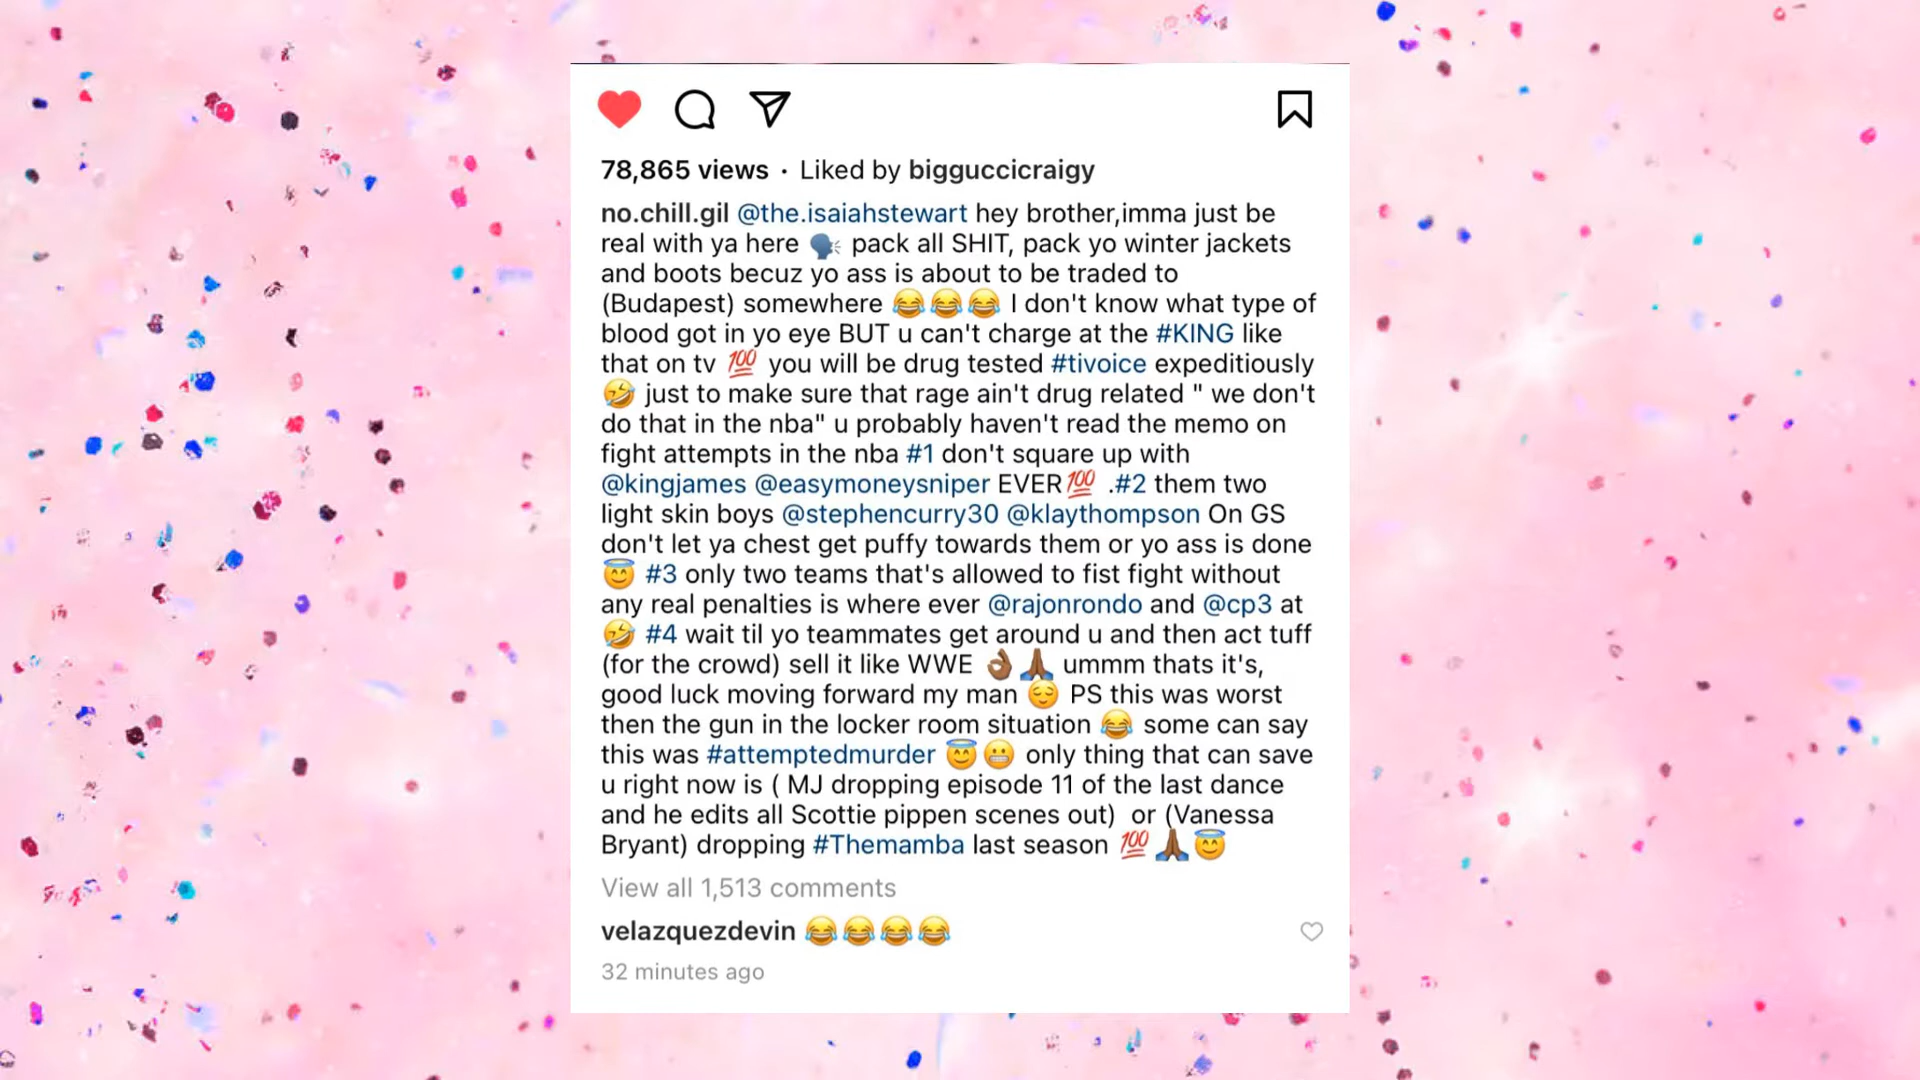 78,865 views · Liked by bigguccicraigy
no.chill.gil @the.isaiahstewart hey brother,imma just be
real with ya here 🗣️ pack all SHIT, pack yo winter jackets
and boots becuz yo ass is about to be traded to
(Budapest) somewhere 😂😂😂 I don't know what type of
blood got in yo eye BUT u can't charge at the #KING like
that on tv 💯 you will be drug tested #tivoice expeditiously
🤣 just to make sure that rage ain't drug related " we don't
do that in the nba" u probably haven't read the memo on
fight attempts in the nba #1 don't square up with
@kingjames @easymoneysniper EVER💯 .#2 them two
light skin boys @stephencurry30 @klaythompson On GS
don't let ya chest get puffy towards them or yo ass is done
😇 #3 only two teams that's allowed to fist fight without
any real penalties is where ever @rajonrondo and @cp3 at
🤣 #4 wait til yo teammates get around u and then act tuff
(for the crowd) sell it like WWE 👌🏾🙏🏾 ummm thats it's,
good luck moving forward my man 😌 PS this was worst
then the gun in the locker room situation 😂 some can say
this was #attemptedmurder 😇😬 only thing that can save
u right now is ( MJ dropping episode 11 of the last dance
and he edits all Scottie pippen scenes out) or (Vanessa
Bryant) dropping #Themamba last season 💯🙏🏾😇
View all 1,513 comments
velazquezdevin 😂😂😂😂
32 minutes ago